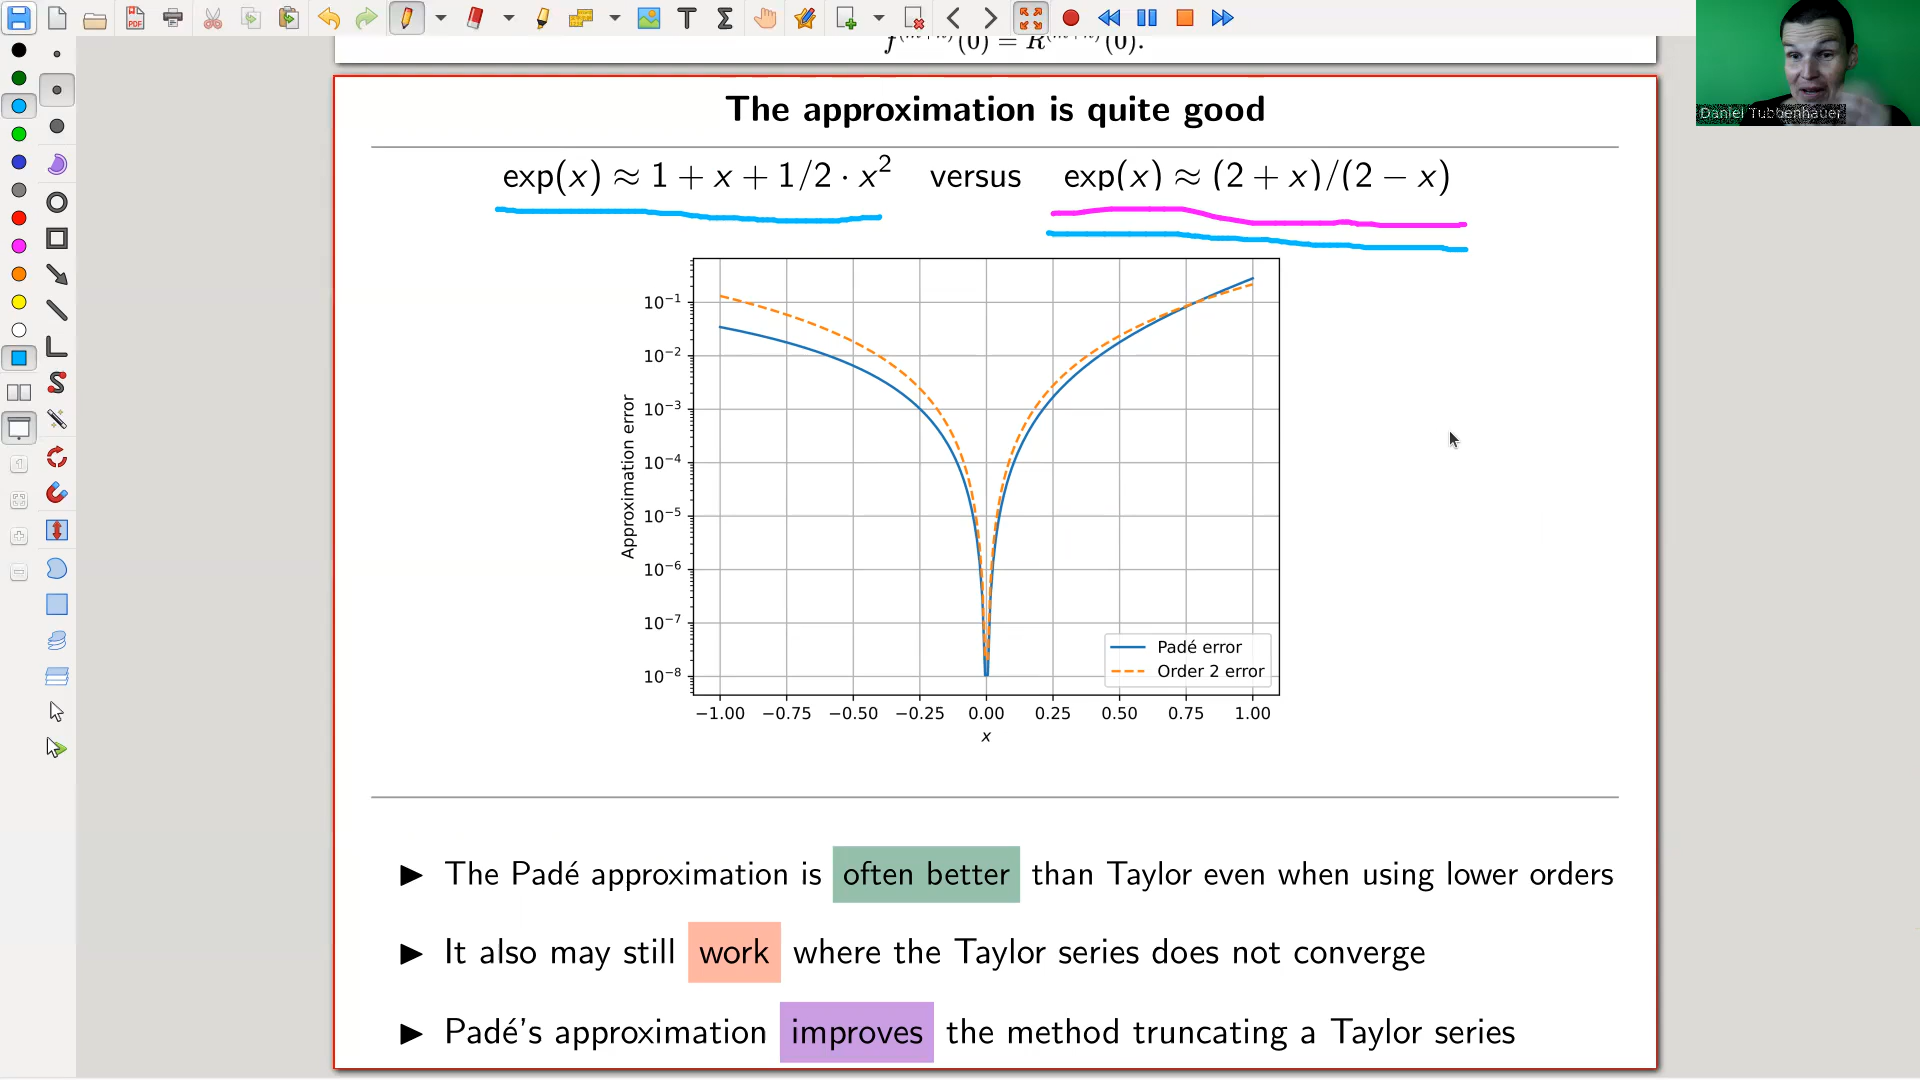 Daniel Tubbenhauer
(0) = R
(0).
The approximation is quite good
exp(x) ≈ 1 + x + 1/2 · x² versus exp(x) ≈ (2 + x)/(2 − x)
10⁻¹
10⁻²
10⁻³
10⁻⁴
10⁻⁵
10⁻⁶
10⁻⁷
10⁻⁸
Approximation error
Padé error
Order 2 error
−1.00 −0.75 −0.50 −0.25 0.00 0.25 0.50 0.75 1.00
x
▶ The Padé approximation is often better than Taylor even when using lower orders
▶ It also may still work where the Taylor series does not converge
▶ Padé's approximation improves the method truncating a Taylor series